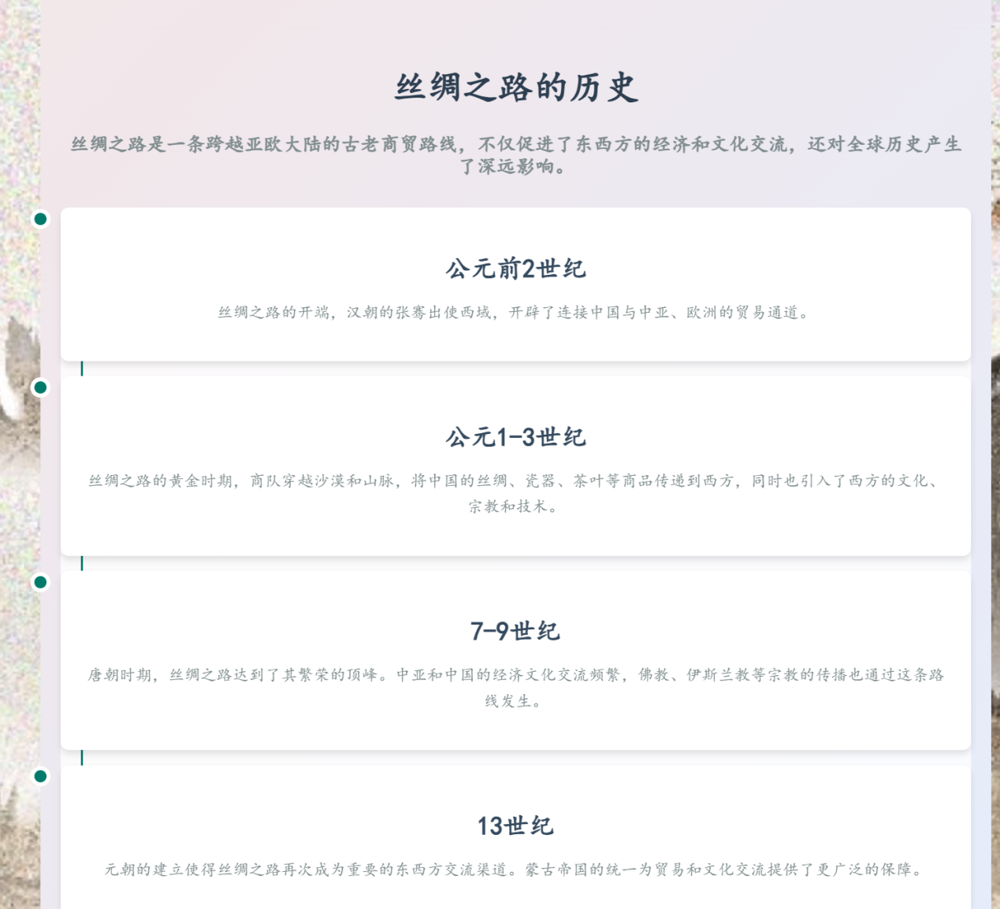 丝绸之路的历史
丝绸之路是一条跨越亚欧大陆的古老商贸路线，不仅促进了东西方的经济和文化交流，还对全球历史产生
了深远影响。
公元前2世纪
丝绸之路的开端，汉朝的张骞出使西域，开辟了连接中国与中亚、欧洲的贸易通道。
公元1-3世纪
丝绸之路的黄金时期，商队穿越沙漠和山脉，将中国的丝绸、瓷器、茶叶等商品传递到西方，同时也引入了西方的文化、
宗教和技术。
7-9世纪
唐朝时期，丝绸之路达到了其繁荣的顶峰。中亚和中国的经济文化交流频繁，佛教、伊斯兰教等宗教的传播也通过这条路
线发生。
13世纪
元朝的建立使得丝绸之路再次成为重要的东西方交流渠道。蒙古帝国的统一为贸易和文化交流提供了更广泛的保障。